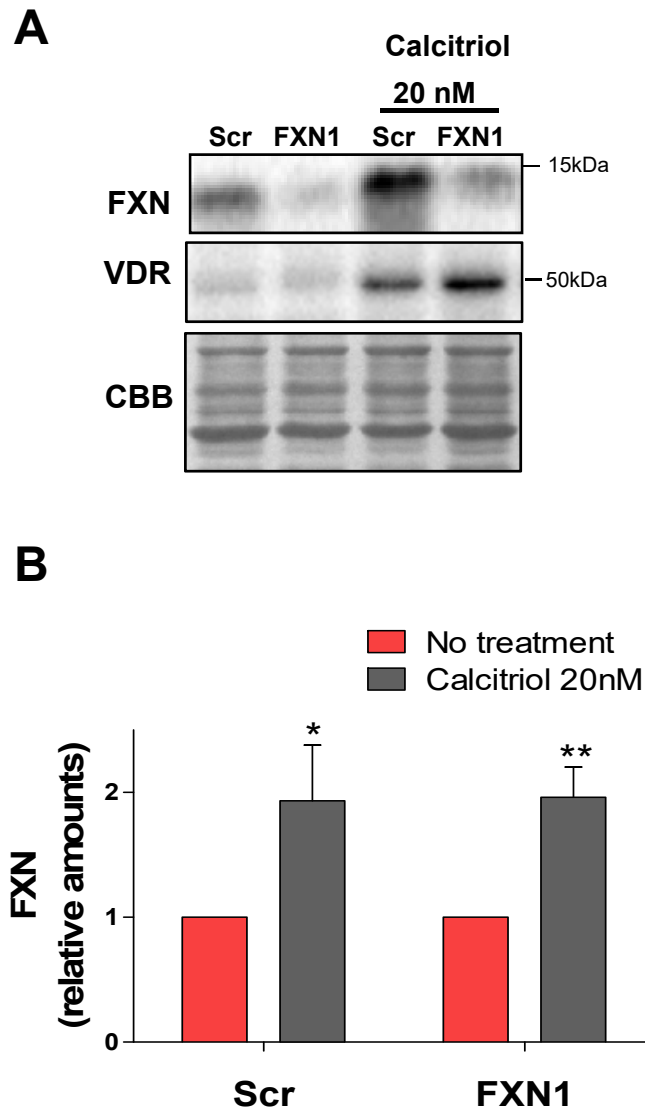 A
Calcitriol
20 nM
Scr FXN1 Scr FXN1
FXN
15kDa
VDR
50kDa
CBB
B
No treatment
Calcitriol 20nM
FXN
(relative amounts)
2
1
0
*
**
Scr FXN1